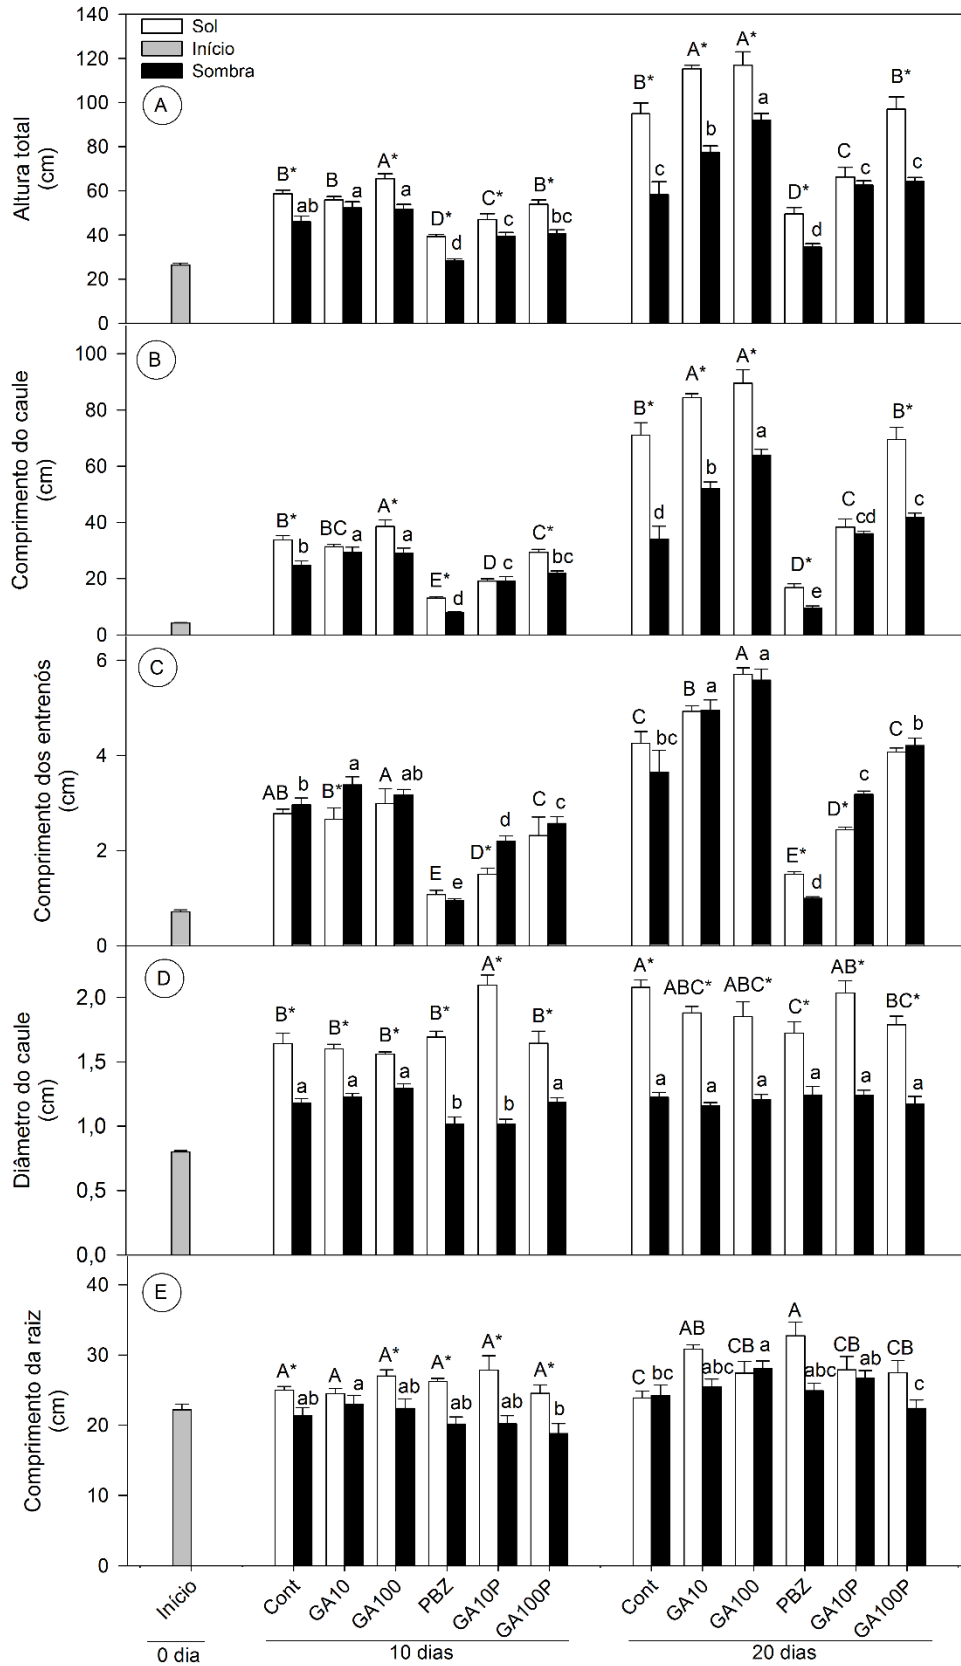 140
Sol
Início
Sombra
A
120
100
80
60
40
20
0
Altura total
(cm)
B* ab B a A* a D* d C* c B* bc
B* c A* b A* a D* d C c B* c
B
100
80
60
40
20
0
Comprimento do caule
(cm)
B* b BC a A* a E* d D c C* bc
B* d A* b A* a D* e C cd B* c
C
6
4
2
0
Comprimento dos entrenós
(cm)
AB b B* a A ab E e D* d C c
C bc B a A a E* d D* c C b
D
2,0
1,5
1,0
0,5
0,0
Diâmetro do caule
(cm)
B* a B* a B* a B* b A* b B* a
A* a ABC* a ABC* a C* a AB* a BC* a
E
40
30
20
10
0
Comprimento da raiz
(cm)
A* ab A a A* ab A* ab A* ab A* b
C bc AB abc CB a A abc CB ab CB c
Início Cont GA10 GA100 PBZ GA10P GA100P Cont GA10 GA100 PBZ GA10P GA100P
0 dia 10 dias 20 dias